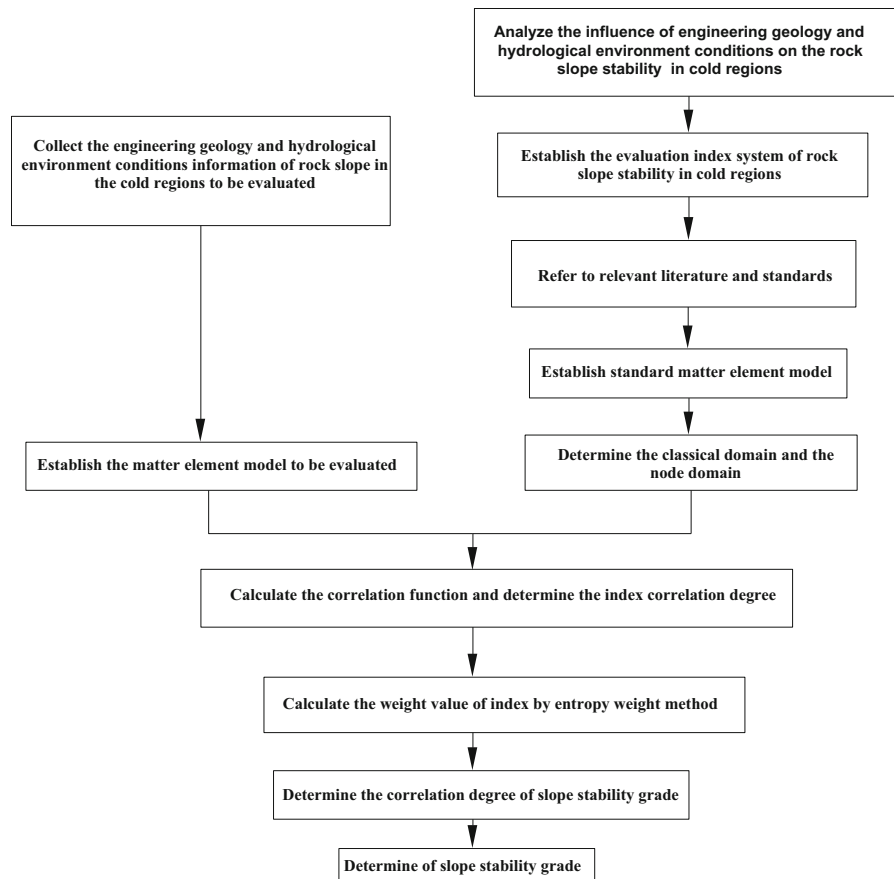 Analyze the influence of engineering geology and
hydrological environment conditions on the rock
slope stability in cold regions
Collect the engineering geology and hydrological
environment conditions information of rock slope in
the cold regions to be evaluated
Establish the evaluation index system of rock
slope stability in cold regions
Refer to relevant literature and standards
Establish standard matter element model
Establish the matter element model to be evaluated
Determine the classical domain and the
node domain
Calculate the correlation function and determine the index correlation degree
Calculate the weight value of index by entropy weight method
Determine the correlation degree of slope stability grade
Determine of slope stability grade